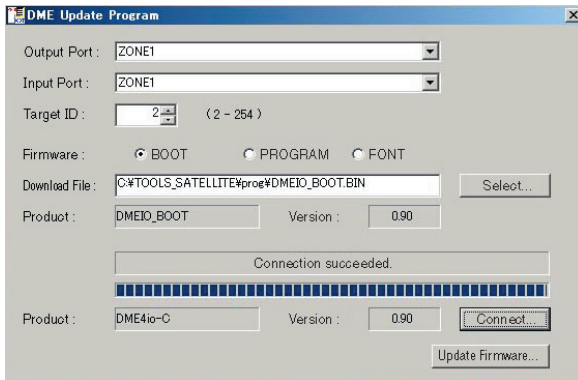 DME Update Program
Output Port : ZONE1
Input Port : ZONE1
Target ID : 2 ( 2 - 254 )
Firmware : BOOT PROGRAM FONT
Download File : C:¥TOOLS_SATELLITE¥prog¥DMEIO_BOOT.BIN Select...
Product : DMEIO_BOOT Version : 0.90
Connection succeeded.
Product : DME4io-C Version : 0.90 Connect...
Update Firmware...